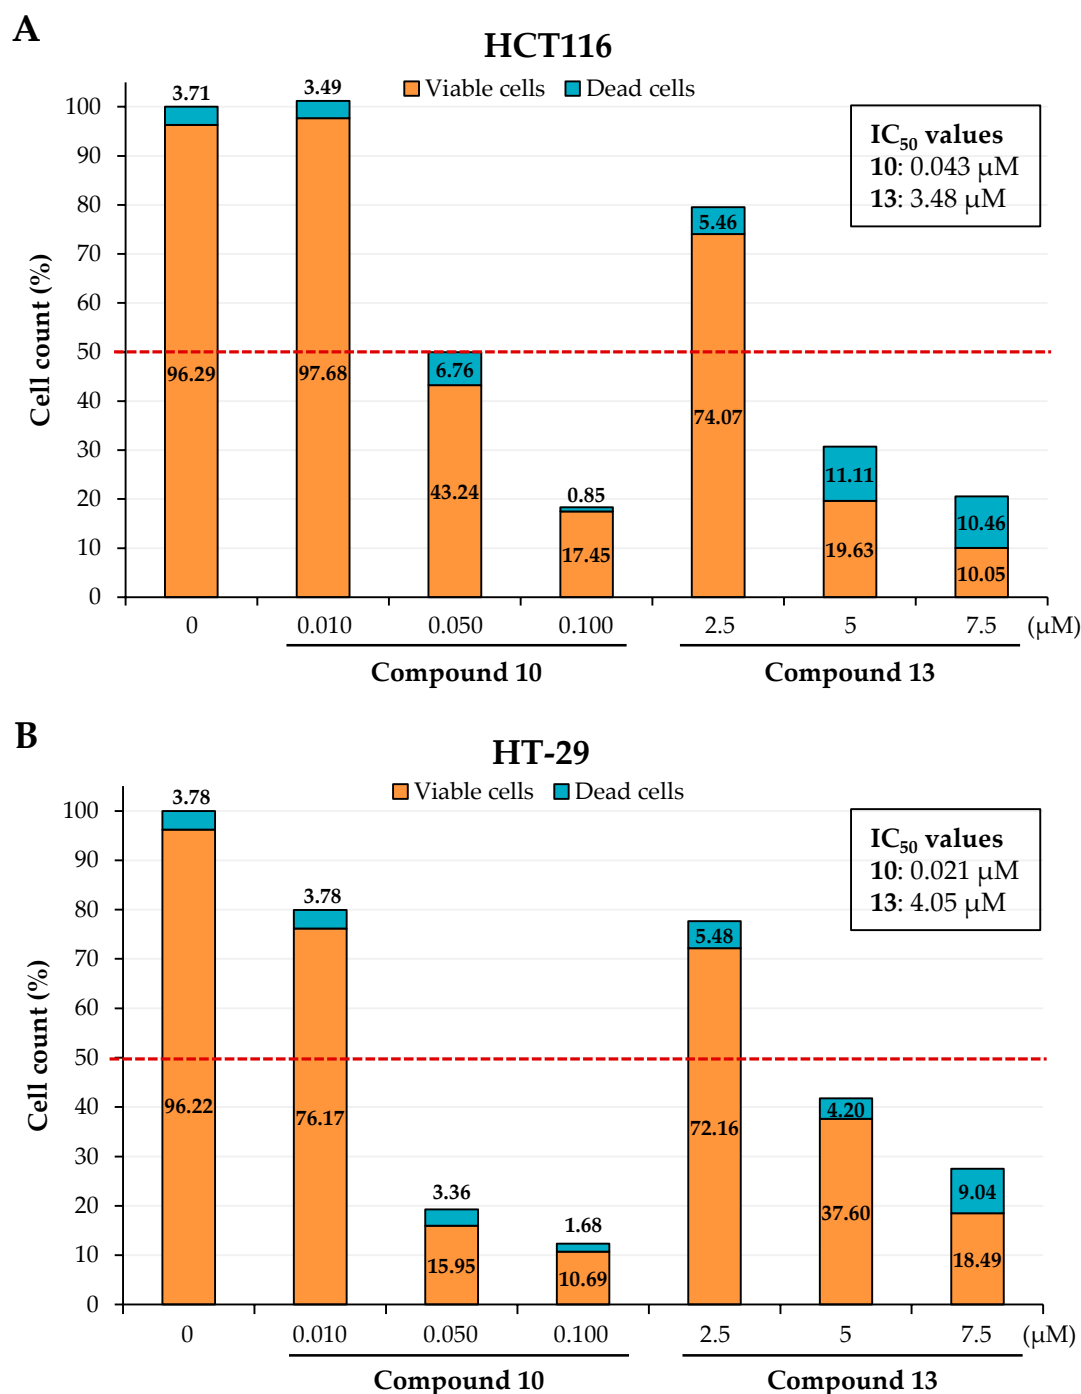 A
HCT116
Viable cells Dead cells
IC50 values
10: 0.043 µM
13: 3.48 µM
Cell count (%)
100
90
80
70
60
50
40
30
20
10
0
3.71
96.29
3.49
97.68
6.76
43.24
0.85
17.45
5.46
74.07
11.11
19.63
10.46
10.05
0 0.010 0.050 0.100 2.5 5 7.5 (µM)
Compound 10 Compound 13
B
HT-29
Viable cells Dead cells
IC50 values
10: 0.021 µM
13: 4.05 µM
Cell count (%)
100
90
80
70
60
50
40
30
20
10
0
3.78
96.22
3.78
76.17
3.36
15.95
1.68
10.69
5.48
72.16
4.20
37.60
9.04
18.49
0 0.010 0.050 0.100 2.5 5 7.5 (µM)
Compound 10 Compound 13